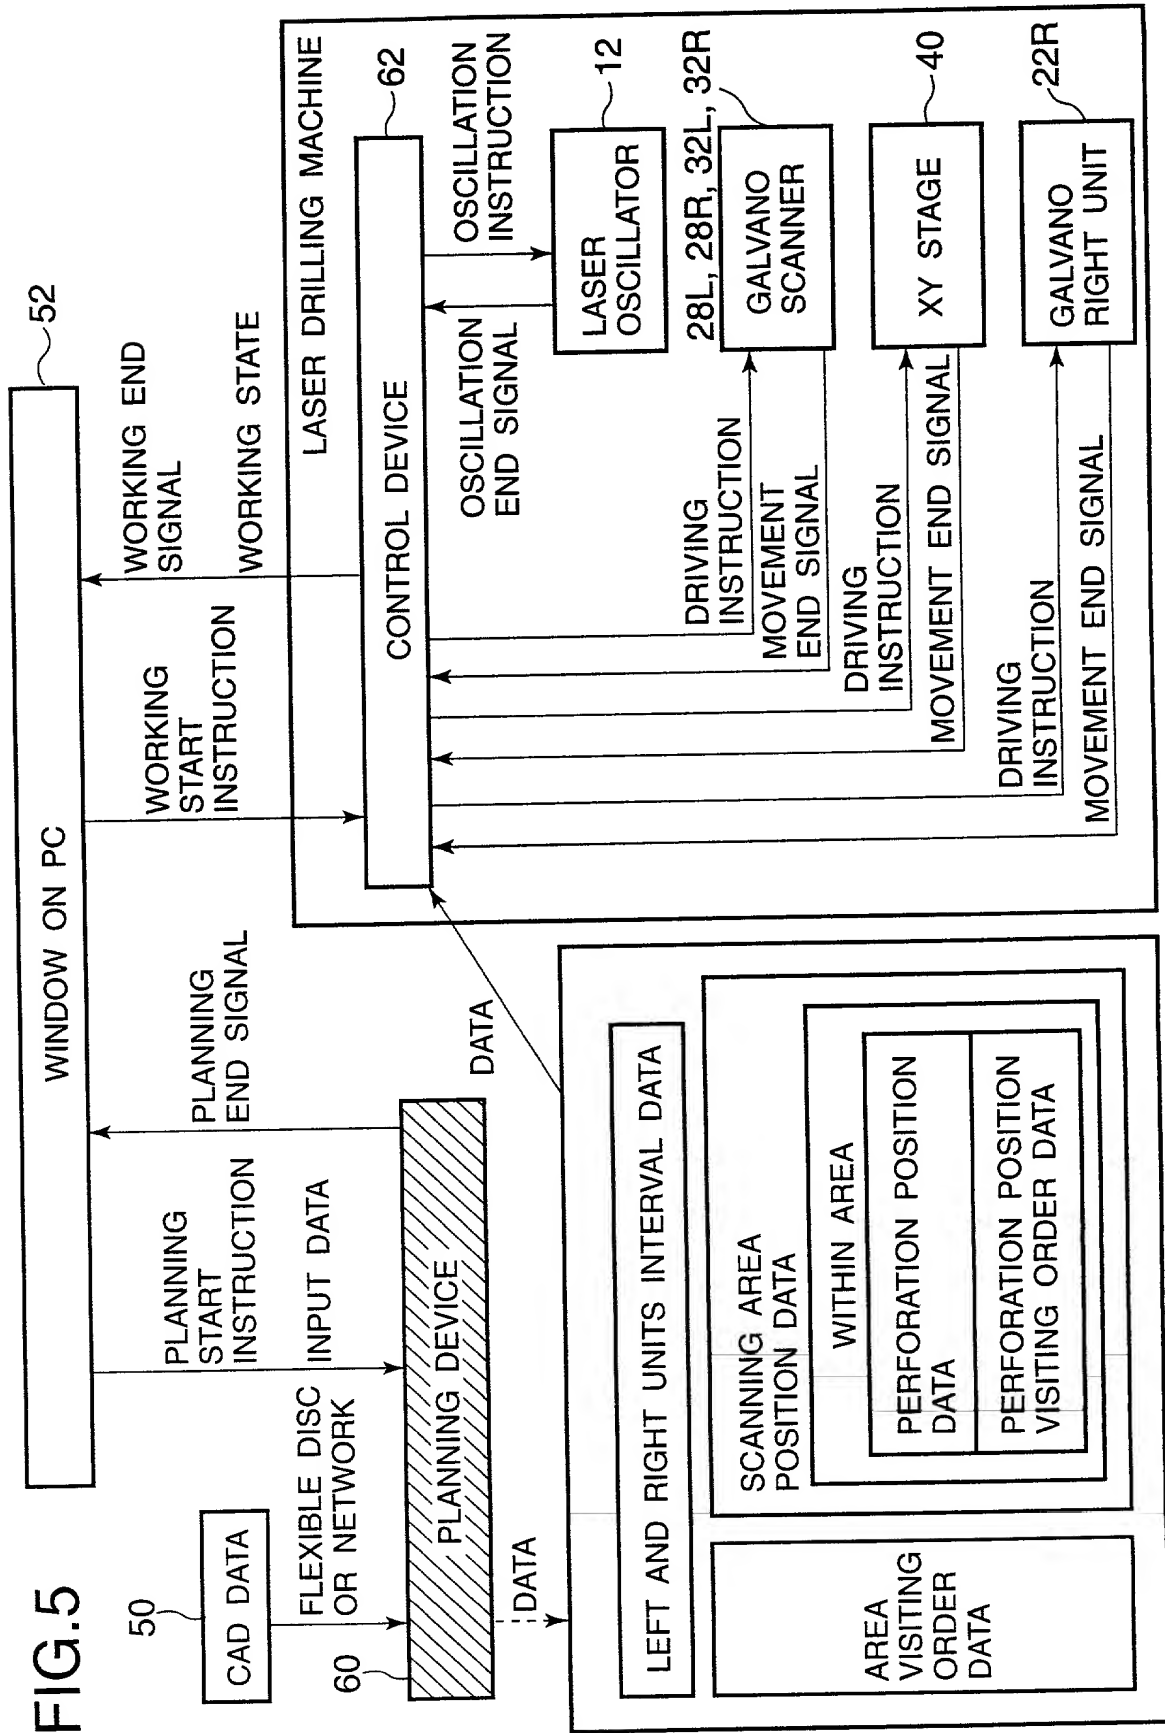 FIG.5
WINDOW ON PC
52
50
CAD DATA
FLEXIBLE DISC
OR NETWORK
PLANNING
START
INSTRUCTION
INPUT DATA
PLANNING
END SIGNAL
WORKING
START
INSTRUCTION
WORKING END
SIGNAL
WORKING STATE
60
PLANNING DEVICE
DATA
DATA
LEFT AND RIGHT UNITS INTERVAL DATA
AREA
VISITING
ORDER
DATA
SCANNING AREA
POSITION DATA
WITHIN AREA
PERFORATION POSITION
DATA
PERFORATION POSITION
VISITING ORDER DATA
LASER DRILLING MACHINE
CONTROL DEVICE
62
OSCILLATION
INSTRUCTION
OSCILLATION
END SIGNAL
LASER
OSCILLATOR
12
DRIVING
INSTRUCTION
MOVEMENT
END SIGNAL
GALVANO
SCANNER
28L, 28R, 32L, 32R
DRIVING
INSTRUCTION
MOVEMENT END SIGNAL
XY STAGE
40
DRIVING
INSTRUCTION
MOVEMENT END SIGNAL
GALVANO
RIGHT UNIT
22R